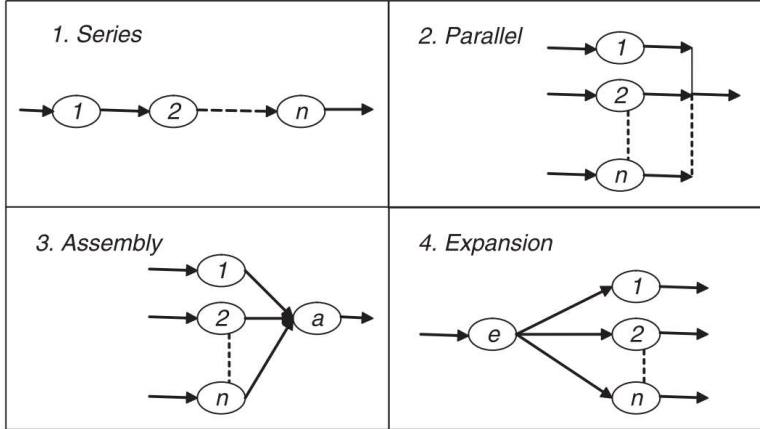 1. Series
1
2
n
2. Parallel
1
2
n
3. Assembly
1
2
a
n
4. Expansion
1
e
2
n